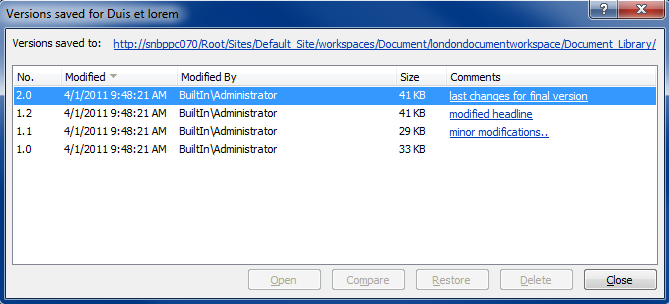 Versions saved for Duis et lorem
Versions saved to: http://snbppc070/Root/Sites/Default_Site/workspaces/Document/londondocumentworkspace/Document_Library/
No. Modified Modified By Size Comments
2.0 4/1/2011 9:48:21 AM BuiltIn\Administrator 41 KB last changes for final version
1.2 4/1/2011 9:48:21 AM BuiltIn\Administrator 41 KB modified headline
1.1 4/1/2011 9:48:21 AM BuiltIn\Administrator 29 KB minor modifications..
1.0 4/1/2011 9:48:21 AM BuiltIn\Administrator 33 KB
Open Compare Restore Delete Close